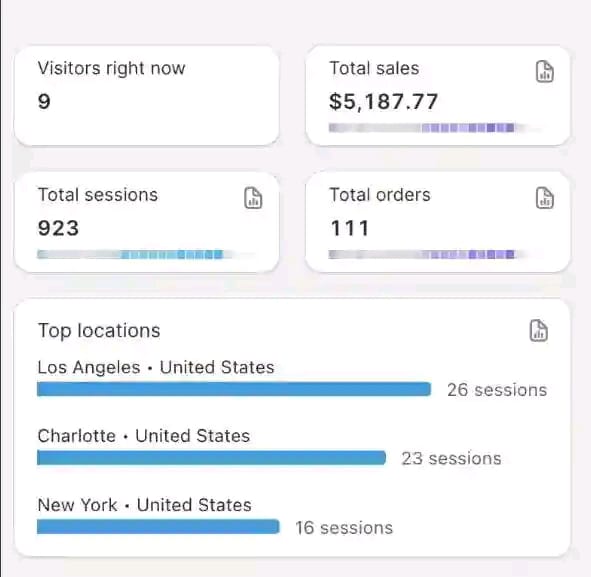 Visitors right now
9
Total sales
$5,187.77
Total sessions
923
Total orders
111
Top locations
Los Angeles • United States
26 sessions
Charlotte • United States
23 sessions
New York • United States
16 sessions